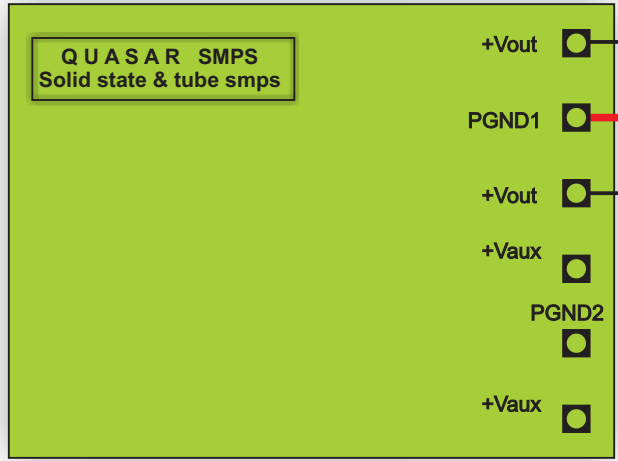 QUASAR SMPS
Solid state & tube smps
+Vout
PGND1
+Vout
+Vaux
PGND2
+Vaux